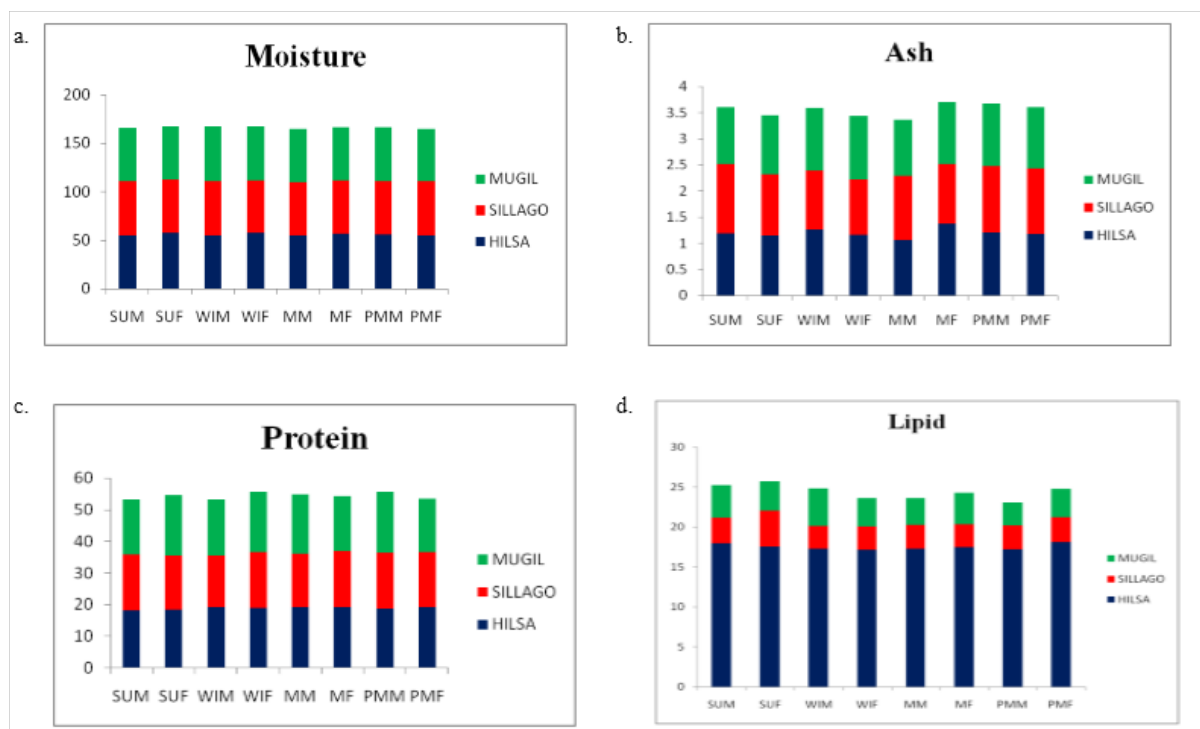 a.
Moisture
200
150
100
50
0
SUM SUF WIM WIF MM MF PMM PMF
MUGIL
SILLAGO
HILSA
b.
Ash
4
3.5
3
2.5
2
1.5
1
0.5
0
SUM SUF WIM WIF MM MF PMM PMF
MUGIL
SILLAGO
HILSA
c.
Protein
60
50
40
30
20
10
0
SUM SUF WIM WIF MM MF PMM PMF
MUGIL
SILLAGO
HILSA
d.
Lipid
30
25
20
15
10
5
0
SUM SUF WIM WIF MM MF PMM PMF
MUGIL
SILLAGO
HILSA